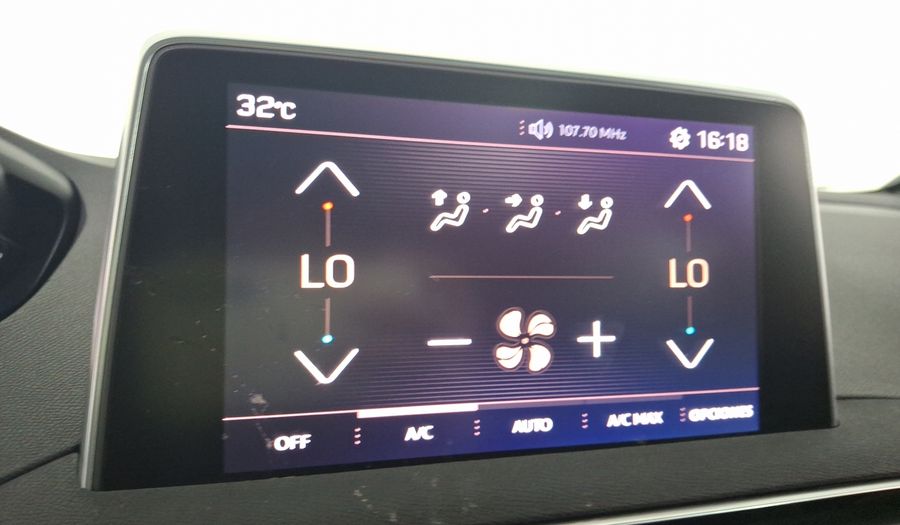 32°C 107.70 MHz 16:18
LO LO
OFF A/C AUTO A/C MAX OPCIONES